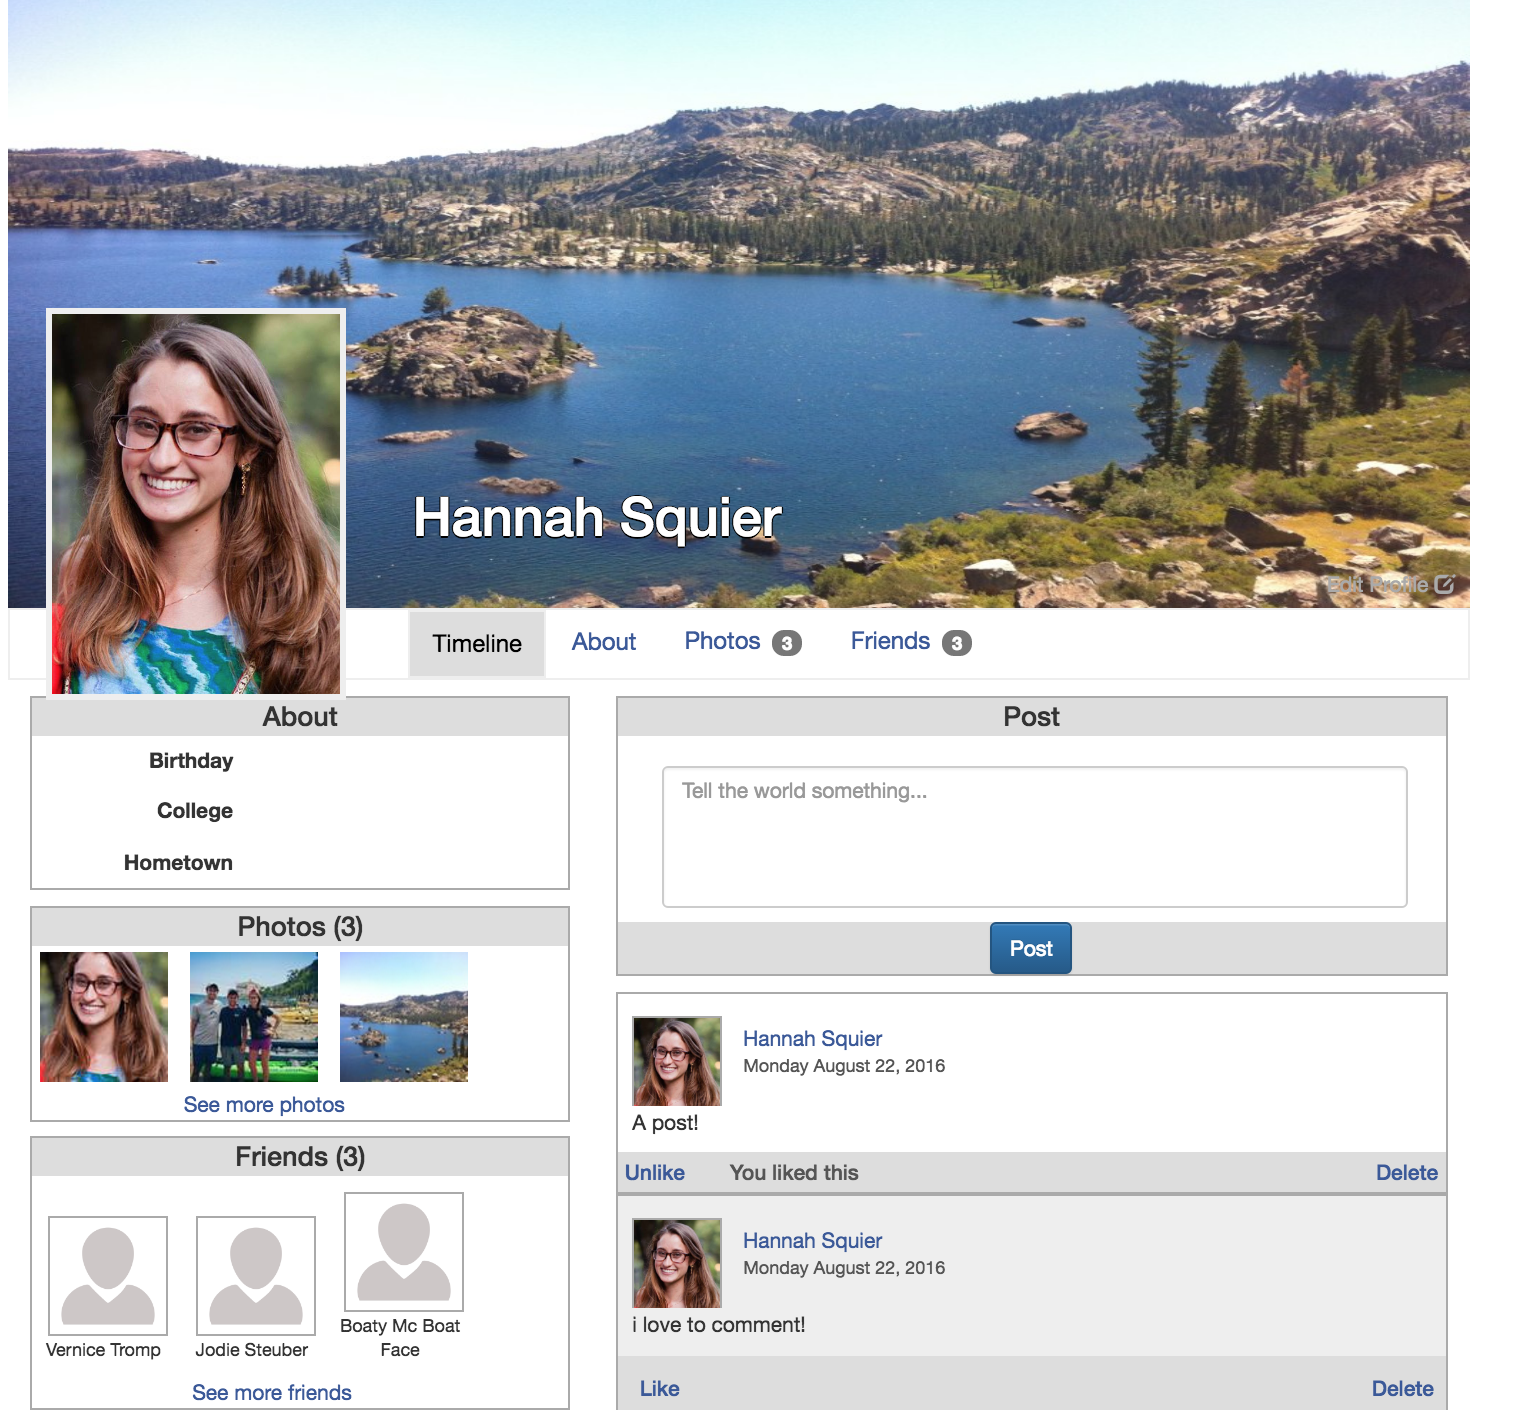 Hannah Squier
Edit Profile
Timeline About Photos 3 Friends 3
About
Birthday
College
Hometown
Photos (3)
See more photos
Friends (3)
Vernice Tromp
Jodie Steuber
Boaty Mc Boat
Face
See more friends
Post
Tell the world something...
Post
Hannah Squier
Monday August 22, 2016
A post!
Unlike You liked this Delete
Hannah Squier
Monday August 22, 2016
i love to comment!
Like Delete